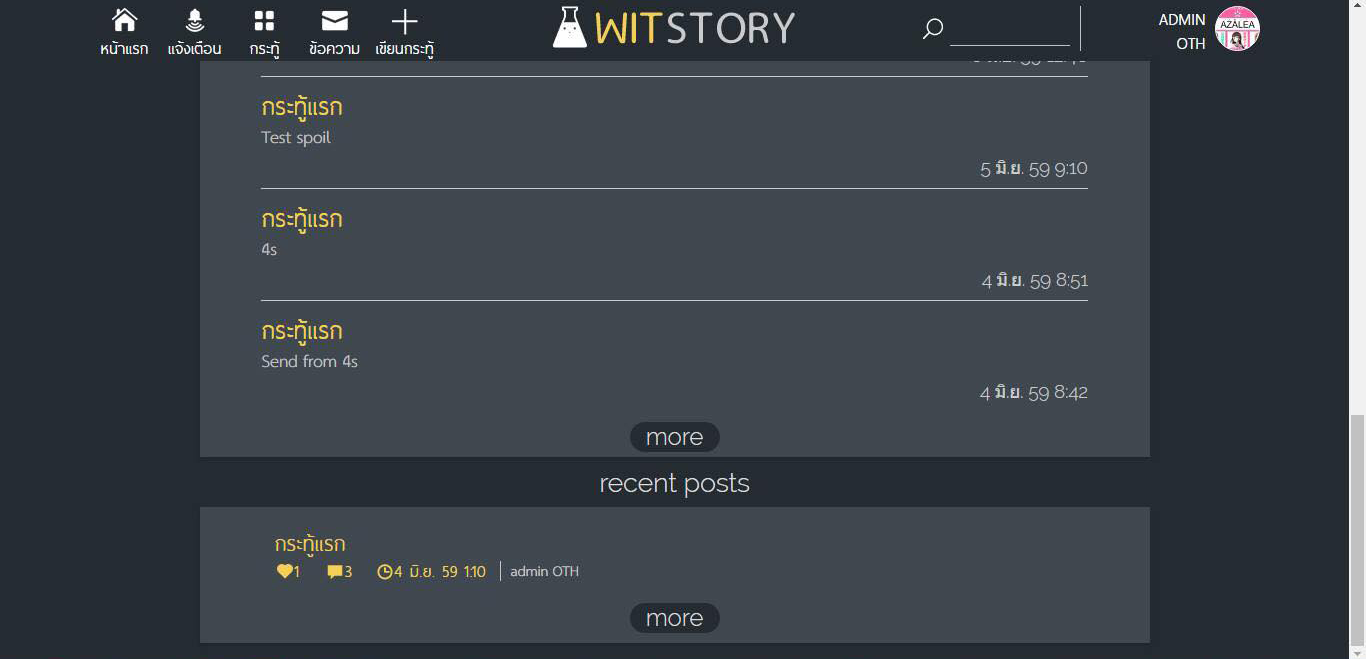 หน้าแรก แจ้งเตือน กระทู้ ข้อความ เขียนกระทู้
WITSTORY
ADMIN
OTH
AZALEA
กระทู้แรก
Test spoil
5 มิ.ย. 59 9:10
กระทู้แรก
4s
4 มิ.ย. 59 8:51
กระทู้แรก
Send from 4s
4 มิ.ย. 59 8:42
more
recent posts
กระทู้แรก
1 3 4 มิ.ย. 59 1:10 admin OTH
more